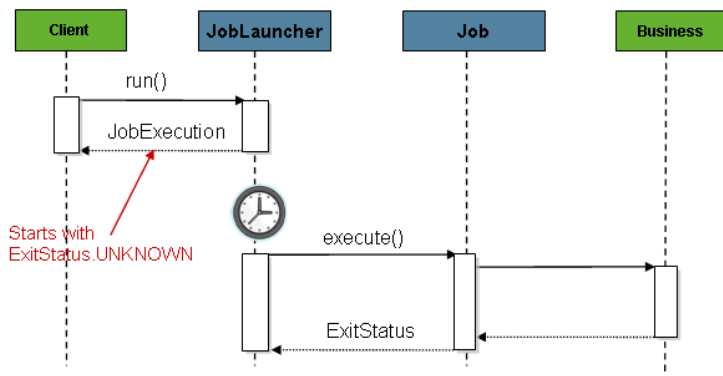 Client
JobLauncher
Job
Business
run()
JobExecution
Starts with
ExitStatus.UNKNOWN
execute()
ExitStatus